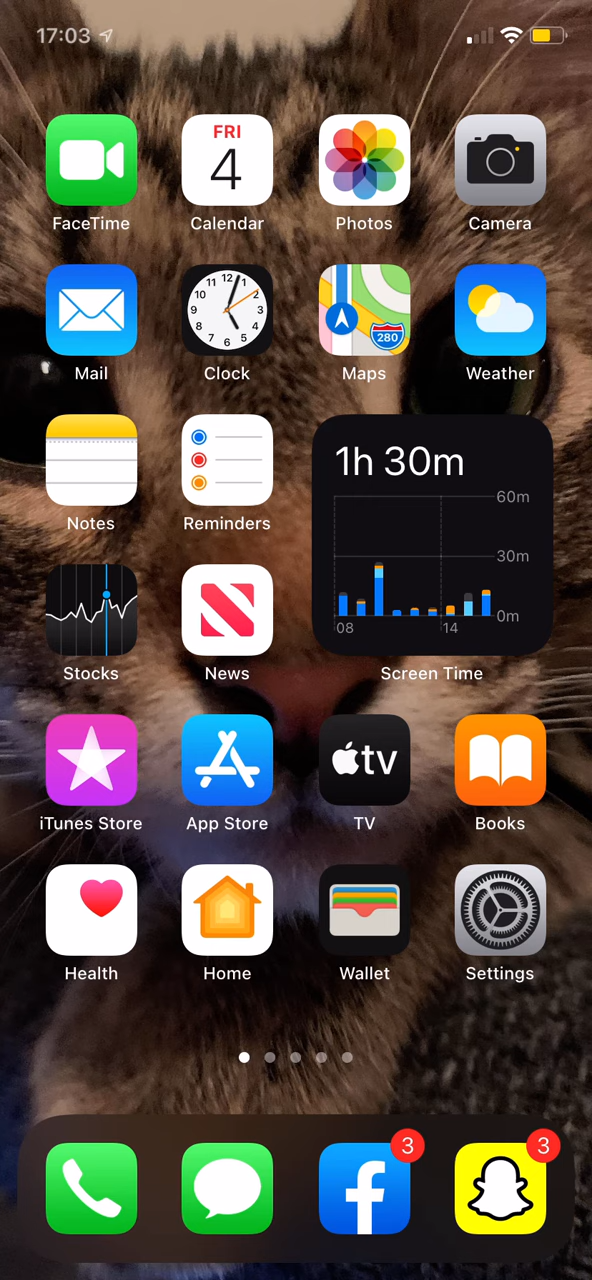 17:03
FRI
4
FaceTime
Calendar
Photos
Camera
12
1
2
3
4
5
6
7
8
9
10
11
280
Mail
Clock
Maps
Weather
1h 30m
60m
30m
0m
08
14
Notes
Reminders
Stocks
News
Screen Time
tv
iTunes Store
App Store
TV
Books
Health
Home
Wallet
Settings
3
3
f